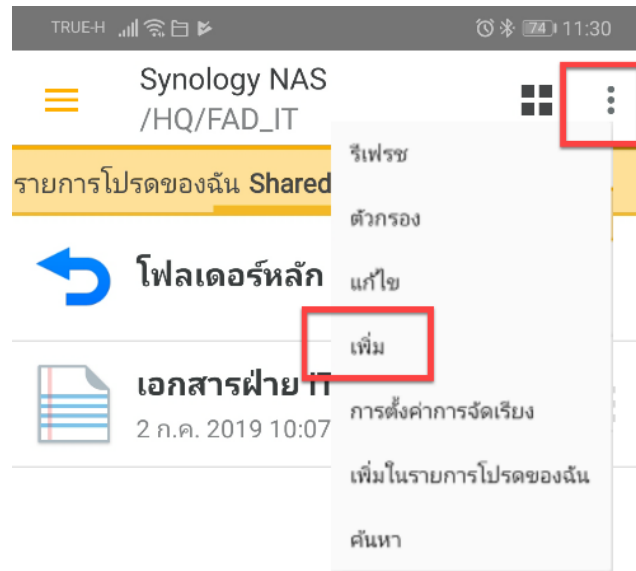 TRUE-H 74 11:30
Synology NAS
/HQ/FAD_IT
รีเฟรช
รายการโปรดของฉัน Shared
ตัวกรอง
โฟลเดอร์หลัก
แก้ไข
เพิ่ม
เอกสารฝ่าย IT
2 ก.ค. 2019 10:07
การตั้งค่าการจัดเรียง
เพิ่มในรายการโปรดของฉัน
ค้นหา